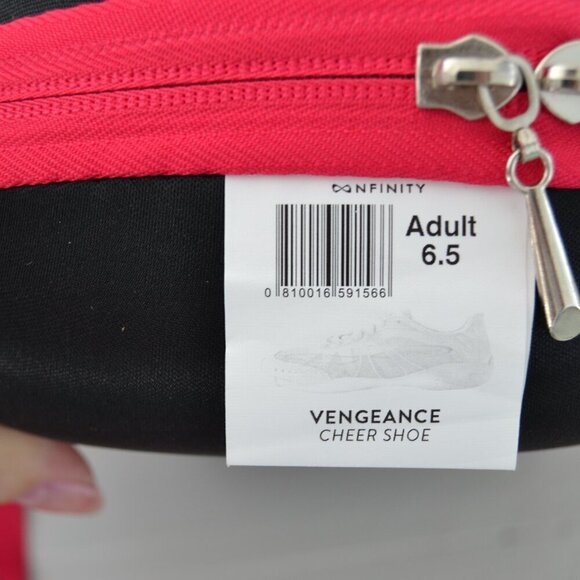 NFINITY
Adult
6.5
0 810016 591566
VENGEANCE
CHEER SHOE